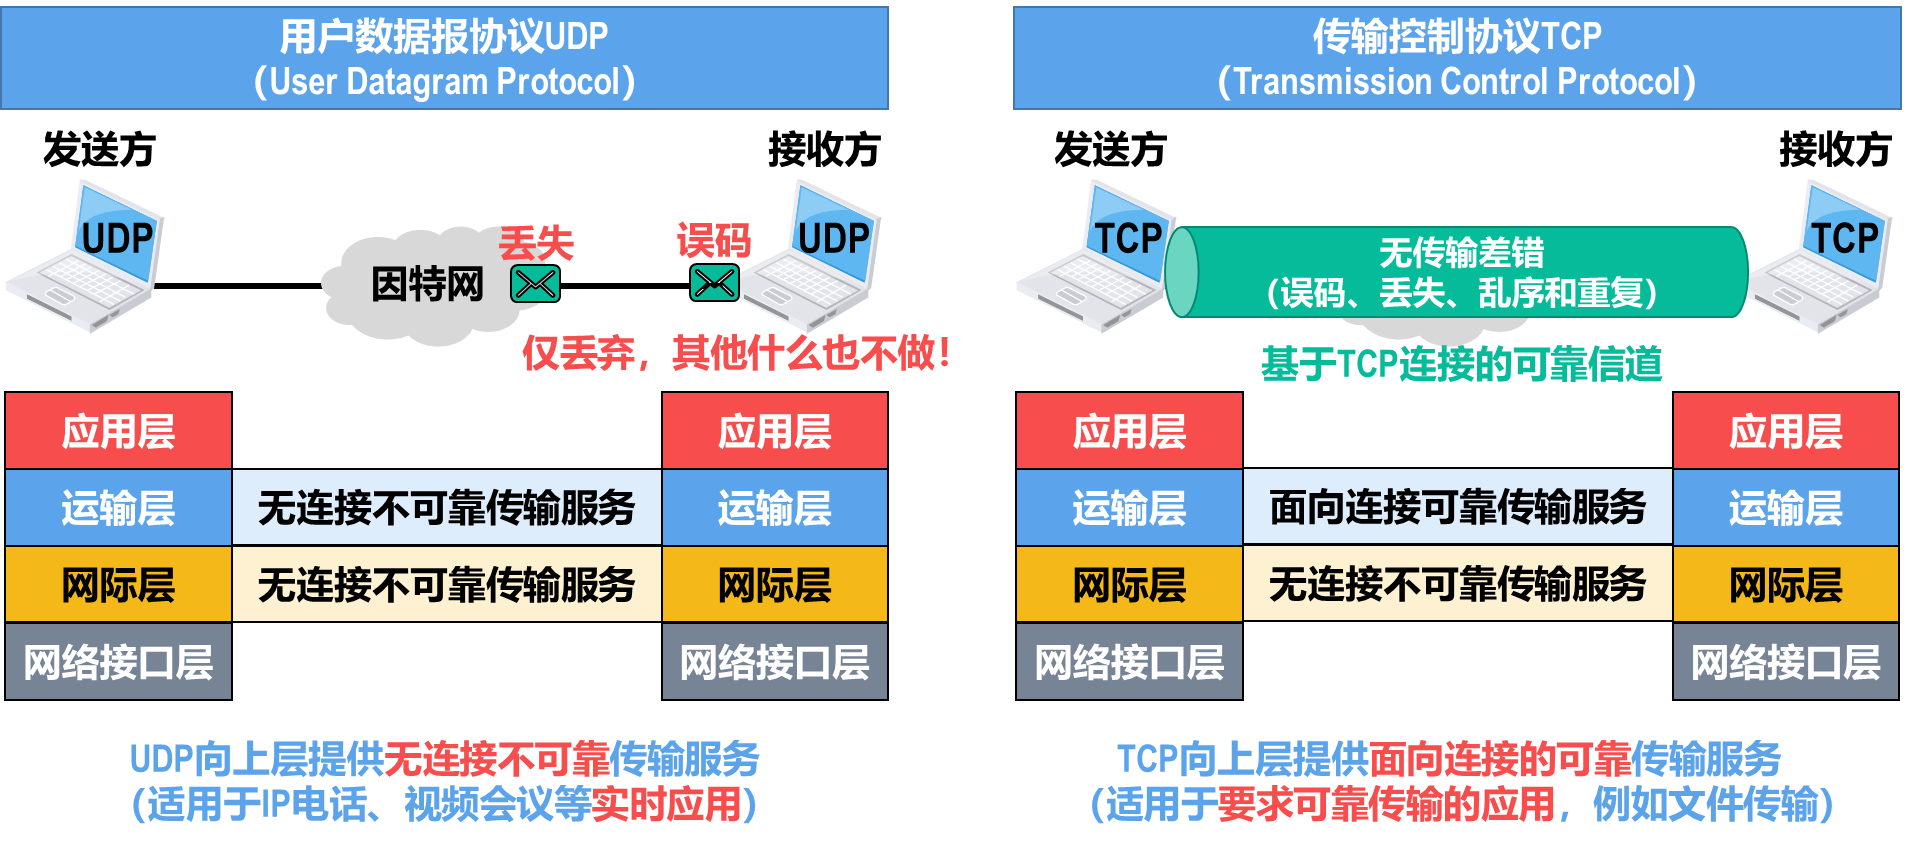 用户数据报协议UDP
（User Datagram Protocol）
发送方
接收方
UDP
UDP
丢失
误码
因特网
仅丢弃，其他什么也不做！
应用层
应用层
运输层
无连接不可靠传输服务
运输层
网际层
无连接不可靠传输服务
网际层
网络接口层
网络接口层
UDP向上层提供无连接不可靠传输服务
（适用于IP电话、视频会议等实时应用）
传输控制协议TCP
（Transmission Control Protocol）
发送方
接收方
TCP
TCP
无传输差错
（误码、丢失、乱序和重复）
基于TCP连接的可靠信道
应用层
应用层
运输层
面向连接可靠传输服务
运输层
网际层
无连接不可靠传输服务
网际层
网络接口层
网络接口层
TCP向上层提供面向连接的可靠传输服务
（适用于要求可靠传输的应用，例如文件传输）